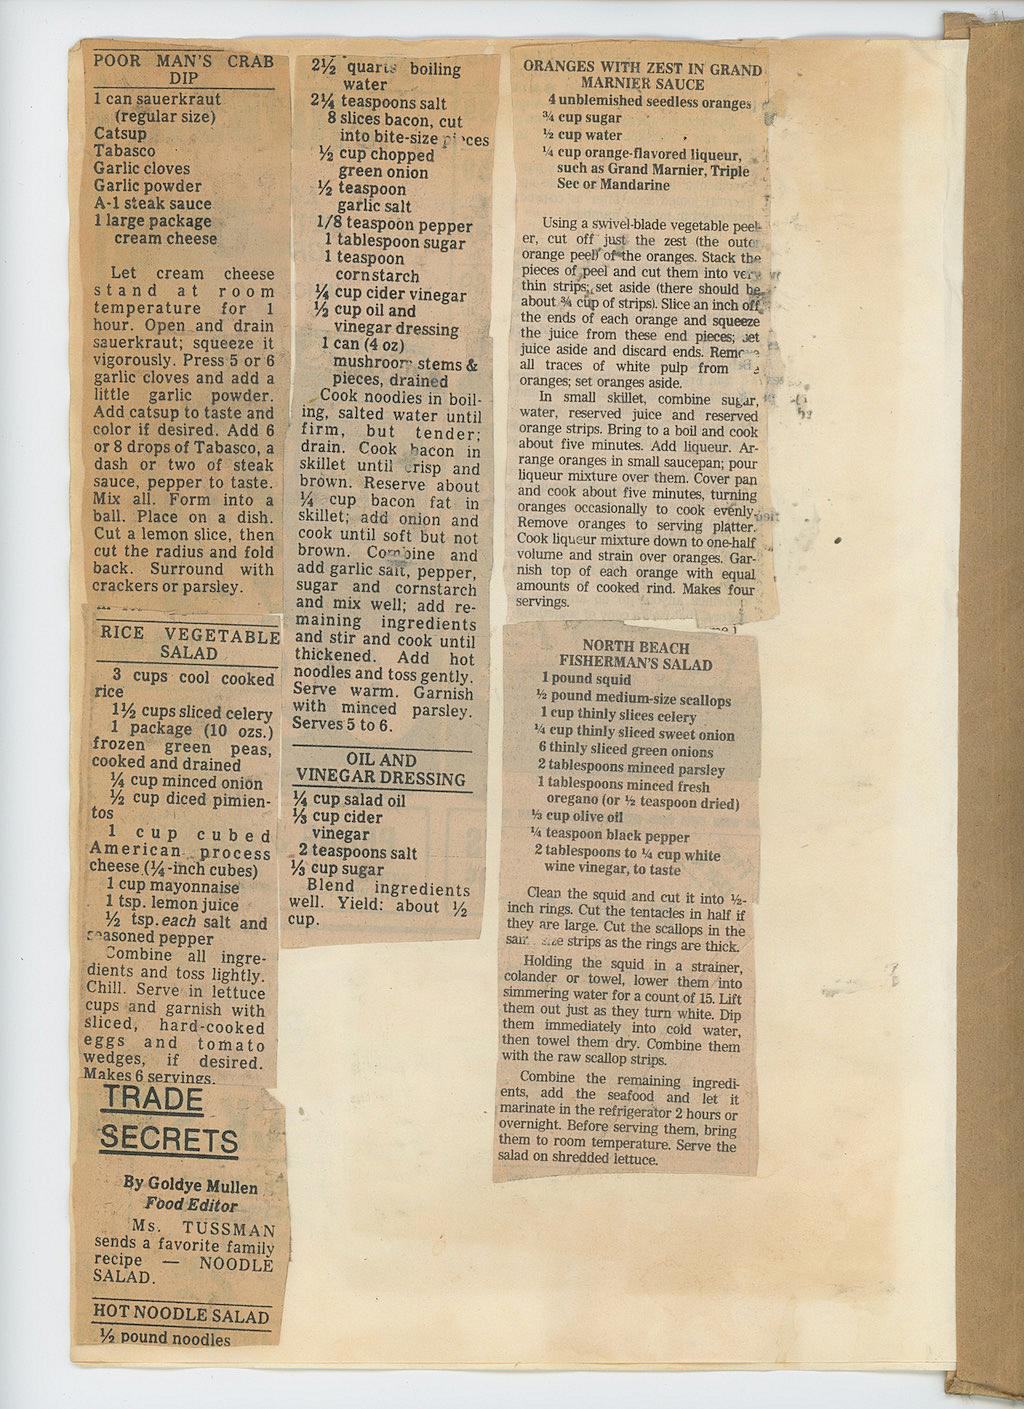 POOR MAN'S CRAB
DIP
1 can sauerkraut
(regular size)
Catsup
Tabasco
Garlic cloves
Garlic powder
A-1 steak sauce
1 large package
cream cheese
Let cream cheese
stand at room
temperature for 1
hour. Open and drain
sauerkraut; squeeze it
vigorously. Press 5 or 6
garlic cloves and add a
little garlic powder.
Add catsup to taste and
color if desired. Add 6
or 8 drops of Tabasco, a
dash or two of steak
sauce, pepper to taste.
Mix all. Form into a
ball. Place on a dish.
Cut a lemon slice, then
cut the radius and fold
back. Surround with
crackers or parsley.
RICE VEGETABLE
SALAD
3 cups cool cooked
rice
1½ cups sliced celery
1 package (10 ozs.)
frozen green peas,
cooked and drained
¼ cup minced onion
½ cup diced pimien-
tos
1 cup cubed
American process
cheese (¼-inch cubes)
1 cup mayonnaise
1 tsp. lemon juice
½ tsp. each salt and
seasoned pepper
Combine all ingre-
dients and toss lightly.
Chill. Serve in lettuce
cups and garnish with
sliced, hard-cooked
eggs and tomato
wedges, if desired.
Makes 6 servings.
TRADE
SECRETS
By Goldye Mullen
Food Editor
Ms. TUSSMAN
sends a favorite family
recipe — NOODLE
SALAD.
HOT NOODLE SALAD
½ pound noodles
2½ quarts boiling
water
2¼ teaspoons salt
8 slices bacon, cut
into bite-size pieces
½ cup chopped
green onion
½ teaspoon
garlic salt
1/8 teaspoon pepper
1 tablespoon sugar
1 teaspoon
cornstarch
¼ cup cider vinegar
½ cup oil and
vinegar dressing
1 can (4 oz)
mushroom stems &
pieces, drained
Cook noodles in boil-
ing, salted water until
firm, but tender;
drain. Cook bacon in
skillet until crisp and
brown. Reserve about
¼ cup bacon fat in
skillet; add onion and
cook until soft but not
brown. Combine and
add garlic salt, pepper,
sugar and cornstarch
and mix well; add re-
maining ingredients
and stir and cook until
thickened. Add hot
noodles and toss gently.
Serve warm. Garnish
with minced parsley.
Serves 5 to 6.
OIL AND
VINEGAR DRESSING
¼ cup salad oil
⅓ cup cider
vinegar
2 teaspoons salt
⅓ cup sugar
Blend ingredients
well. Yield: about ½
cup.
ORANGES WITH ZEST IN GRAND
MARNIER SAUCE
4 unblemished seedless oranges
¾ cup sugar
½ cup water
¼ cup orange-flavored liqueur,
such as Grand Marnier, Triple
Sec or Mandarine
Using a swivel-blade vegetable peel-
er, cut off just the zest (the outer
orange peel) of the oranges. Stack the
pieces of peel and cut them into very
thin strips; set aside (there should be
about ¾ cup of strips). Slice an inch off
the ends of each orange and squeeze
the juice from these end pieces; set
juice aside and discard ends. Remove
all traces of white pulp from
oranges; set oranges aside.
In small skillet, combine sugar,
water, reserved juice and reserved
orange strips. Bring to a boil and cook
about five minutes. Add liqueur. Ar-
range oranges in small saucepan; pour
liqueur mixture over them. Cover pan
and cook about five minutes, turning
oranges occasionally to cook evenly.
Remove oranges to serving platter.
Cook liqueur mixture down to one-half
volume and strain over oranges. Gar-
nish top of each orange with equal
amounts of cooked rind. Makes four
servings.
NORTH BEACH
FISHERMAN'S SALAD
1 pound squid
½ pound medium-size scallops
1 cup thinly slices celery
¼ cup thinly sliced sweet onion
6 thinly sliced green onions
2 tablespoons minced parsley
1 tablespoons minced fresh
oregano (or ½ teaspoon dried)
⅓ cup olive oil
¼ teaspoon black pepper
2 tablespoons to ¼ cup white
wine vinegar, to taste
Clean the squid and cut it into ½-
inch rings. Cut the tentacles in half if
they are large. Cut the scallops in the
same size strips as the rings are thick.
Holding the squid in a strainer,
colander or towel, lower them into
simmering water for a count of 15. Lift
them out just as they turn white. Dip
them immediately into cold water,
then towel them dry. Combine them
with the raw scallop strips.
Combine the remaining ingredi-
ents, add the seafood and let it
marinate in the refrigerator 2 hours or
overnight. Before serving them, bring
them to room temperature. Serve the
salad on shredded lettuce.